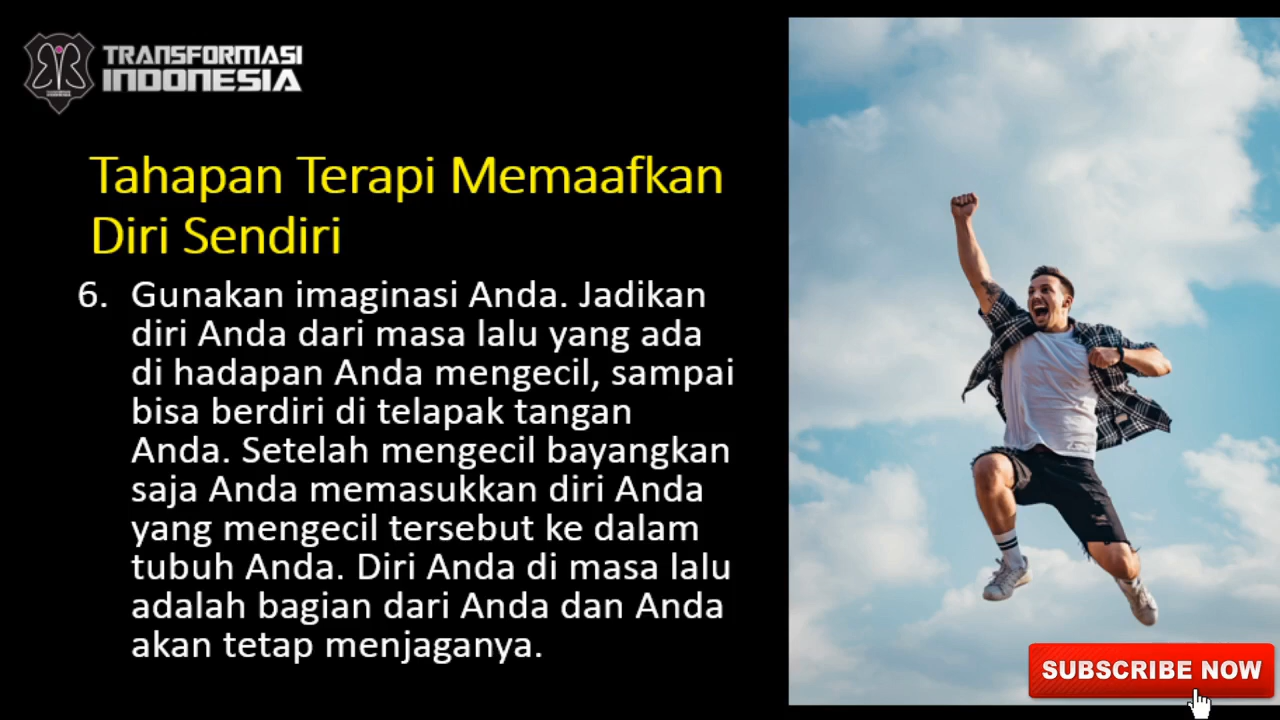 TRANSFORMASI
INDONESIA
Tahapan Terapi Memaafkan
Diri Sendiri
6. Gunakan imaginasi Anda. Jadikan
diri Anda dari masa lalu yang ada
di hadapan Anda mengecil, sampai
bisa berdiri di telapak tangan
Anda. Setelah mengecil bayangkan
saja Anda memasukkan diri Anda
yang mengecil tersebut ke dalam
tubuh Anda. Diri Anda di masa lalu
adalah bagian dari Anda dan Anda
akan tetap menjaganya.
SUBSCRIBE NOW